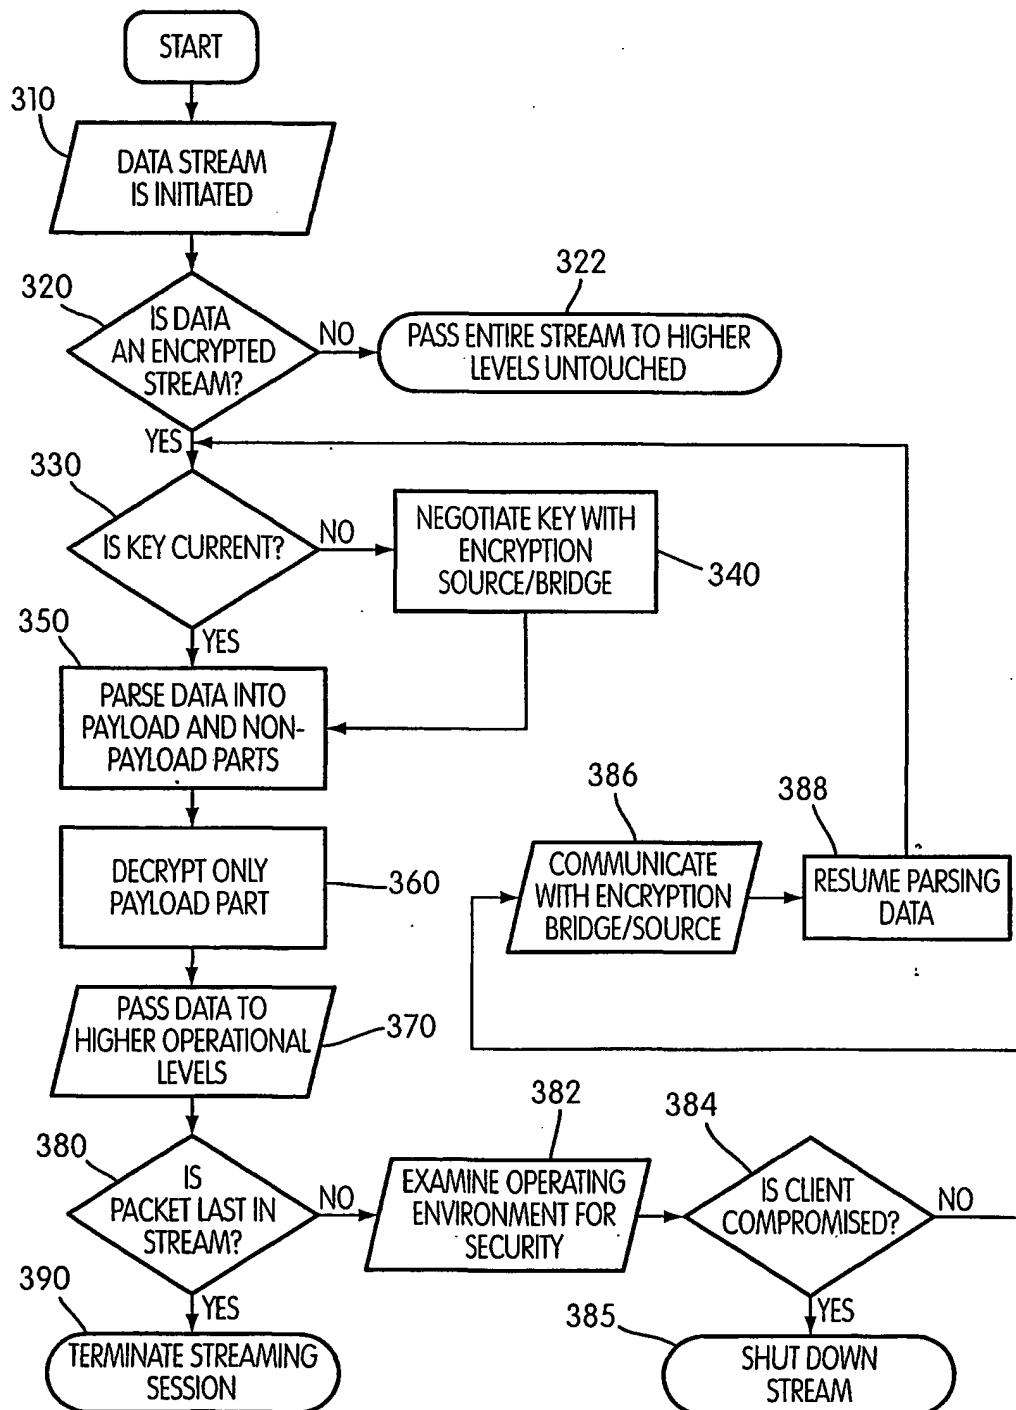 START
310
DATA STREAM
IS INITIATED
320
IS DATA
AN ENCRYPTED
STREAM?
NO
322
PASS ENTIRE STREAM TO HIGHER
LEVELS UNTOUCHED
YES
330
IS KEY CURRENT?
NO
NEGOTIATE KEY WITH
ENCRYPTION
SOURCE/BRIDGE
340
350
YES
PARSE DATA INTO
PAYLOAD AND NON-
PAYLOAD PARTS
386
388
DECRYPT ONLY
PAYLOAD PART
360
COMMUNICATE
WITH ENCRYPTION
BRIDGE/SOURCE
RESUME PARSING
DATA
PASS DATA TO
HIGHER OPERATIONAL
LEVELS
370
380
IS
PACKET LAST IN
STREAM?
NO
382
EXAMINE OPERATING
ENVIRONMENT FOR
SECURITY
384
IS CLIENT
COMPROMISED?
NO
390
YES
TERMINATE STREAMING
SESSION
385
YES
SHUT DOWN
STREAM